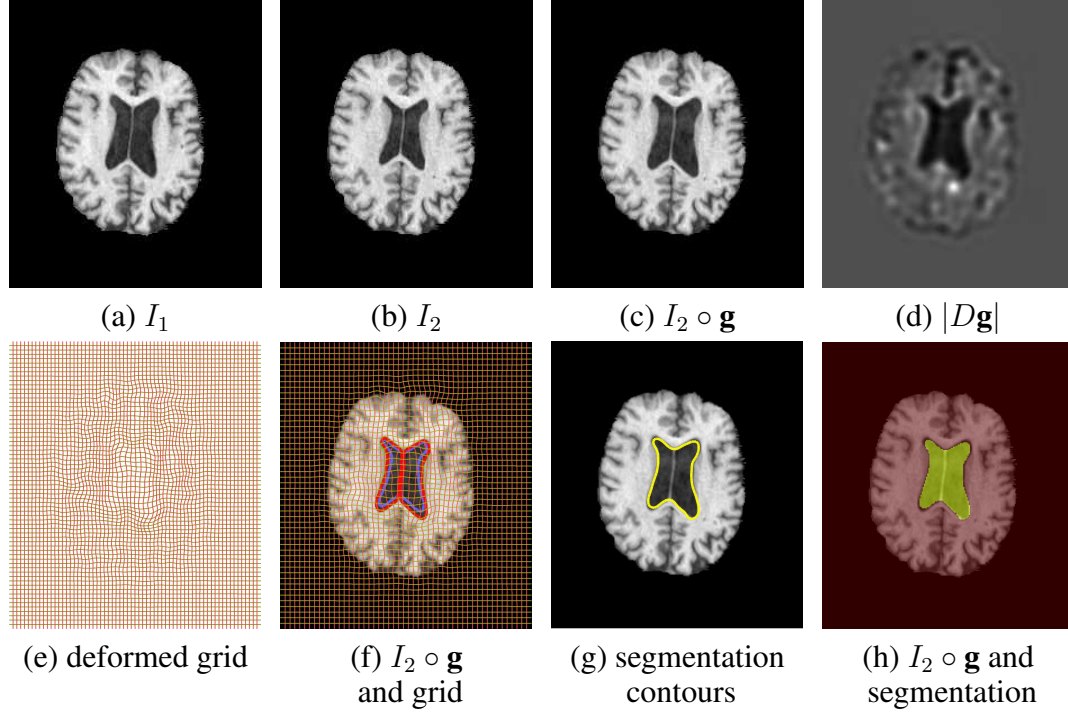 (a) I₁
(b) I₂
(c) I₂ ∘ g
(d) |Dg|
(e) deformed grid
(f) I₂ ∘ g
and grid
(g) segmentation
contours
(h) I₂ ∘ g and
segmentation